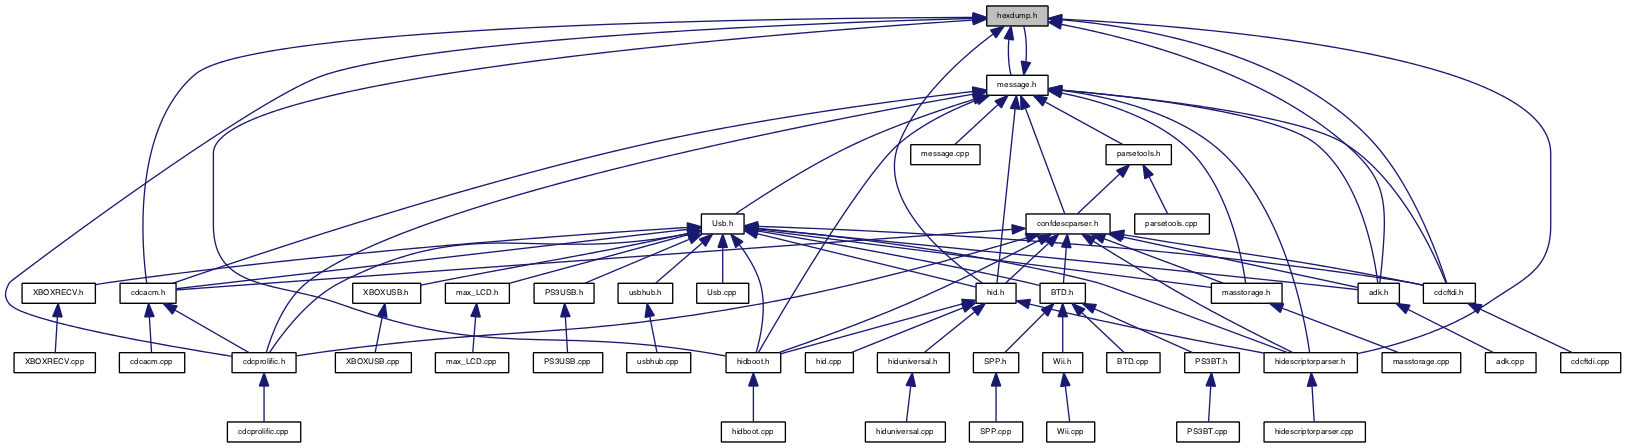 hexdump.h
message.h
message.cpp
parsetools.h
Usb.h
confdescparser.h
parsetools.cpp
XBOXRECV.h
cdcacm.h
XBOXUSB.h
max_LCD.h
PS3USB.h
usbhub.h
Usb.cpp
hid.h
BTD.h
masstorage.h
adk.h
cdcftdi.h
XBOXRECV.cpp
cdcacm.cpp
cdcprolific.h
XBOXUSB.cpp
max_LCD.cpp
PS3USB.cpp
usbhub.cpp
hidboot.h
hid.cpp
hiduniversal.h
SPP.h
Wii.h
BTD.cpp
PS3BT.h
hidescriptorparser.h
masstorage.cpp
adk.cpp
cdcftdi.cpp
cdcprolific.cpp
hidboot.cpp
hiduniversal.cpp
SPP.cpp
Wii.cpp
PS3BT.cpp
hidescriptorparser.cpp